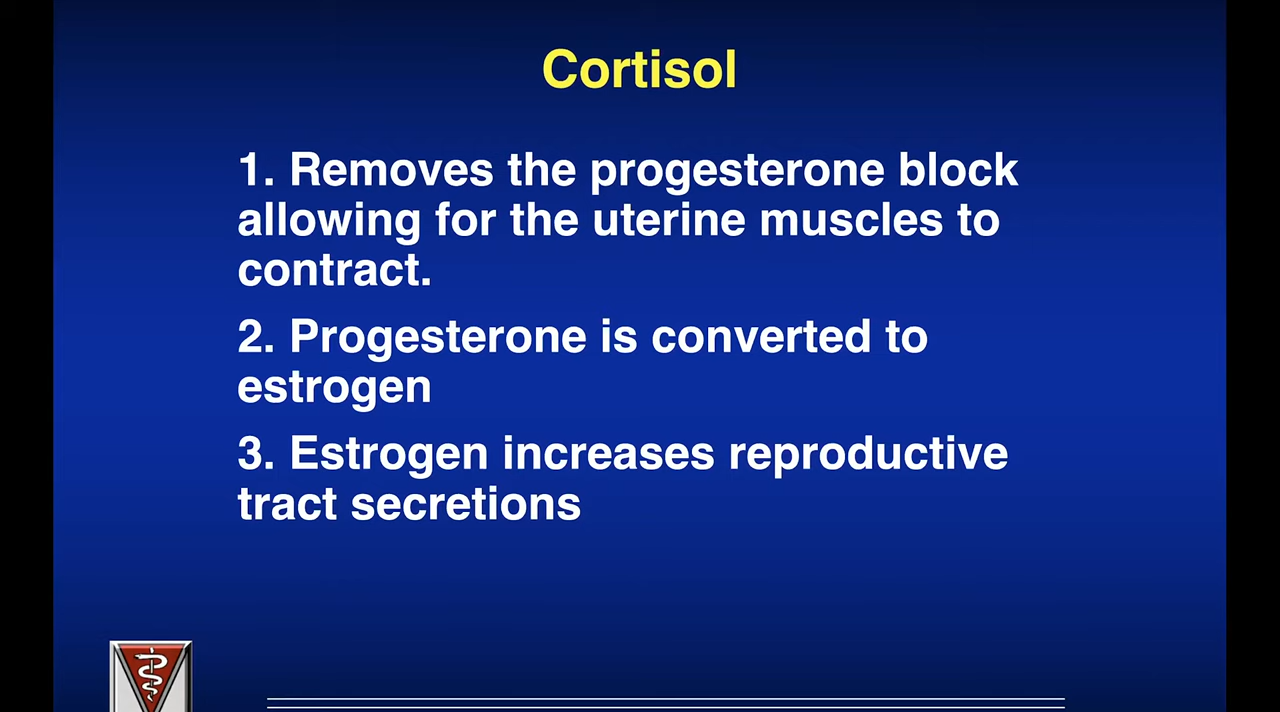 Cortisol
1. Removes the progesterone block
allowing for the uterine muscles to
contract.
2. Progesterone is converted to
estrogen
3. Estrogen increases reproductive
tract secretions